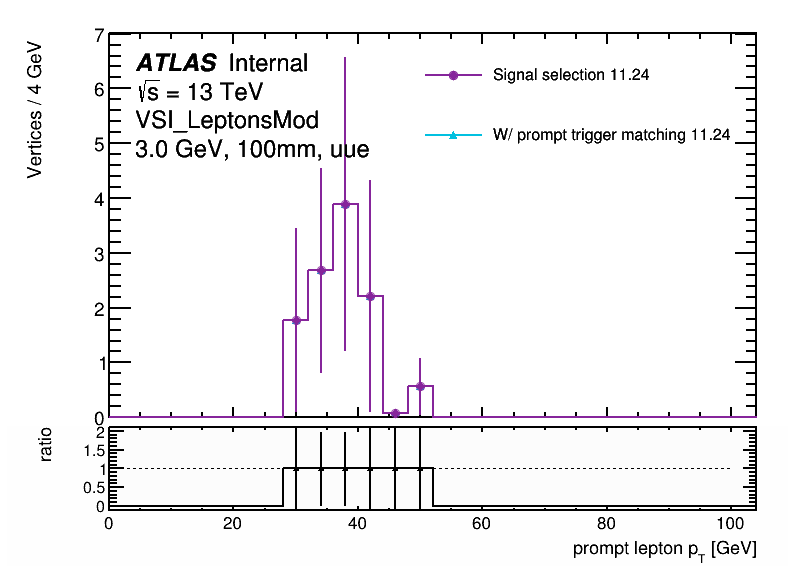 Vertices / 4 GeV
7
6
5
4
3
2
1
0
ATLAS Internal
√s = 13 TeV
VSI_LeptonsMod
3.0 GeV, 100mm, uue
Signal selection 11.24
W/ prompt trigger matching 11.24
ratio
2
1.5
1
0.5
0
0 20 40 60 80 100
prompt lepton p_T [GeV]